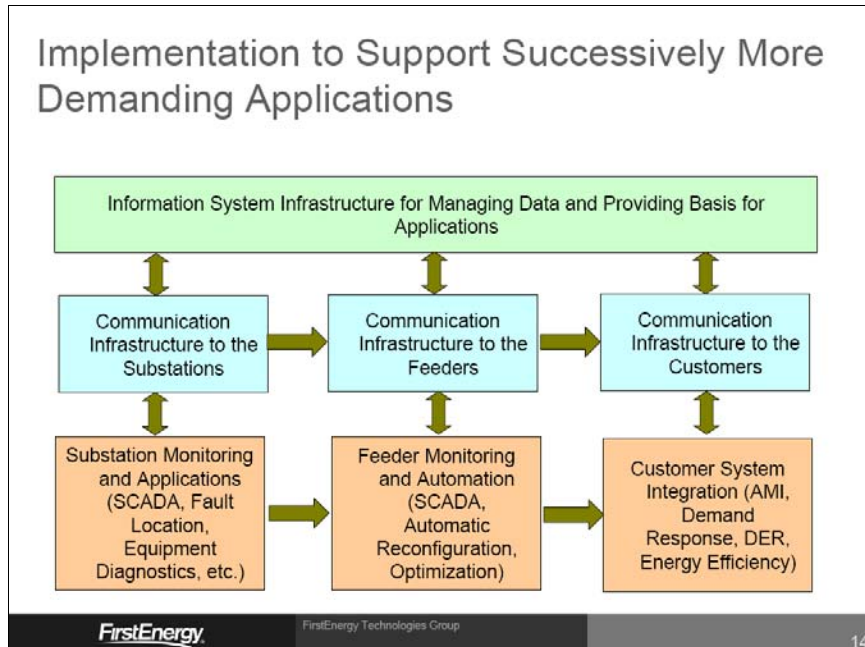 Implementation to Support Successively More
Demanding Applications
Information System Infrastructure for Managing Data and Providing Basis for
Applications
Communication
Infrastructure to the
Substations
Communication
Infrastructure to the
Feeders
Communication
Infrastructure to the
Customers
Substation Monitoring
and Applications
(SCADA, Fault
Location,
Equipment
Diagnostics, etc.)
Feeder Monitoring
and Automation
(SCADA,
Automatic
Reconfiguration,
Optimization)
Customer System
Integration (AMI,
Demand
Response, DER,
Energy Efficiency)
FirstEnergy
FirstEnergy Technologies Group
14